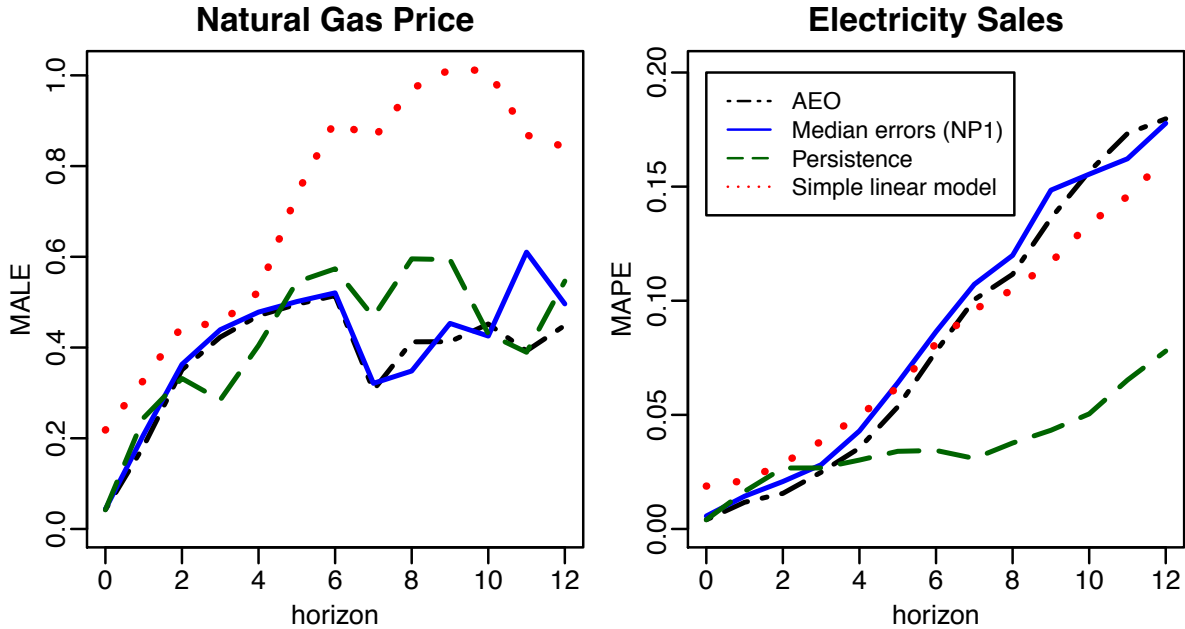 Natural Gas Price
MALE
1.0
0.8
0.6
0.4
0.2
0.0
0 2 4 6 8 10 12
horizon
Electricity Sales
MAPE
0.20
0.15
0.10
0.05
0.00
AEO
Median errors (NP1)
Persistence
Simple linear model
0 2 4 6 8 10 12
horizon